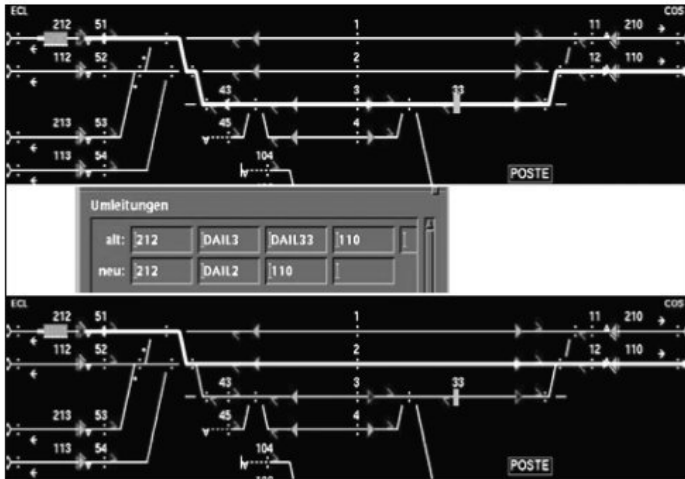 ECL COS
212 51 1 11 210
112 52 2 12 110
43 3 33
213 53 45 4
113 54 104
POSTE
Umleitungen
alt: 212 DAIL3 DAIL33 110
neu: 212 DAIL2 110
ECL COS
212 51 1 11 210
112 52 2 12 110
43 3 33
213 53 45 4
113 54 104
POSTE